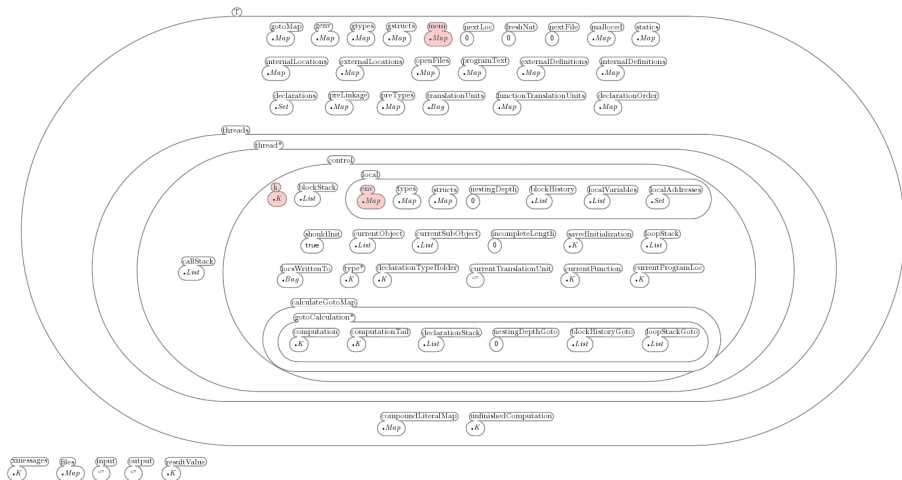 T
gotoMap genv gtypes gstructs mem nextLoc freshNat nextFile malloced statics
.Map .Map .Map .Map .Map 0 0 0 .Map .Map
internalLocations externalLocations openFiles programText externalDefinitions internalDefinitions
.Map .Map .Map .Map .Map .Map
declarations preLinkage preTypes translationUnits functionTranslationUnits declarationOrder
.Set .Map .Map .Bag .Map .Map
threads
thread*
control
local
k blockStack env types structs nestingDepth blockHistory localVariables localAddresses
.K .List .Map .Map .Map 0 .List .List .Set
shouldInit currentObject currentSubObject incompleteLength savedInitialization loopStack
true .List .List 0 .K .List
callStack
.List
locsWrittenTo type* declarationTypeHolder currentTranslationUnit currentFunction currentProgramLoc
.Bag .K .K "" .K .K
calculateGotoMap
gotoCalculation*
computation computationTail declarationStack nestingDepthGoto blockHistoryGoto loopStackGoto
.K .K .List 0 .List .List
compoundLiteralMap unfinishedComputation
.Map .K
xmessages files input output resultValue
.K .Map "" "" .K